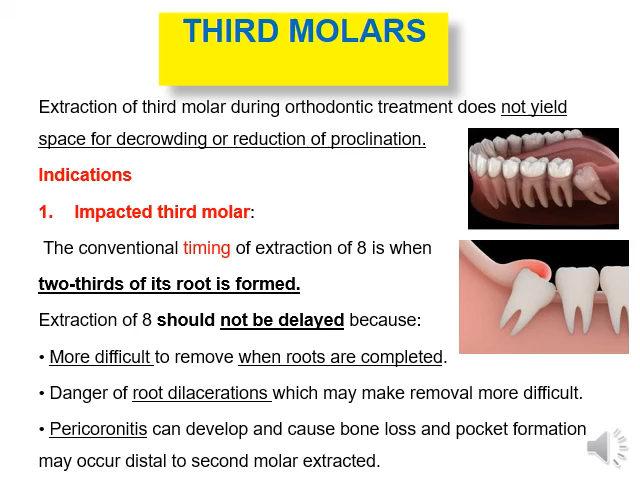 THIRD MOLARS
Extraction of third molar during orthodontic treatment does not yield
space for decrowding or reduction of proclination.
Indications
1. Impacted third molar:
The conventional timing of extraction of 8 is when
two-thirds of its root is formed.
Extraction of 8 should not be delayed because:
• More difficult to remove when roots are completed.
• Danger of root dilacerations which may make removal more difficult.
• Pericoronitis can develop and cause bone loss and pocket formation
may occur distal to second molar extracted.